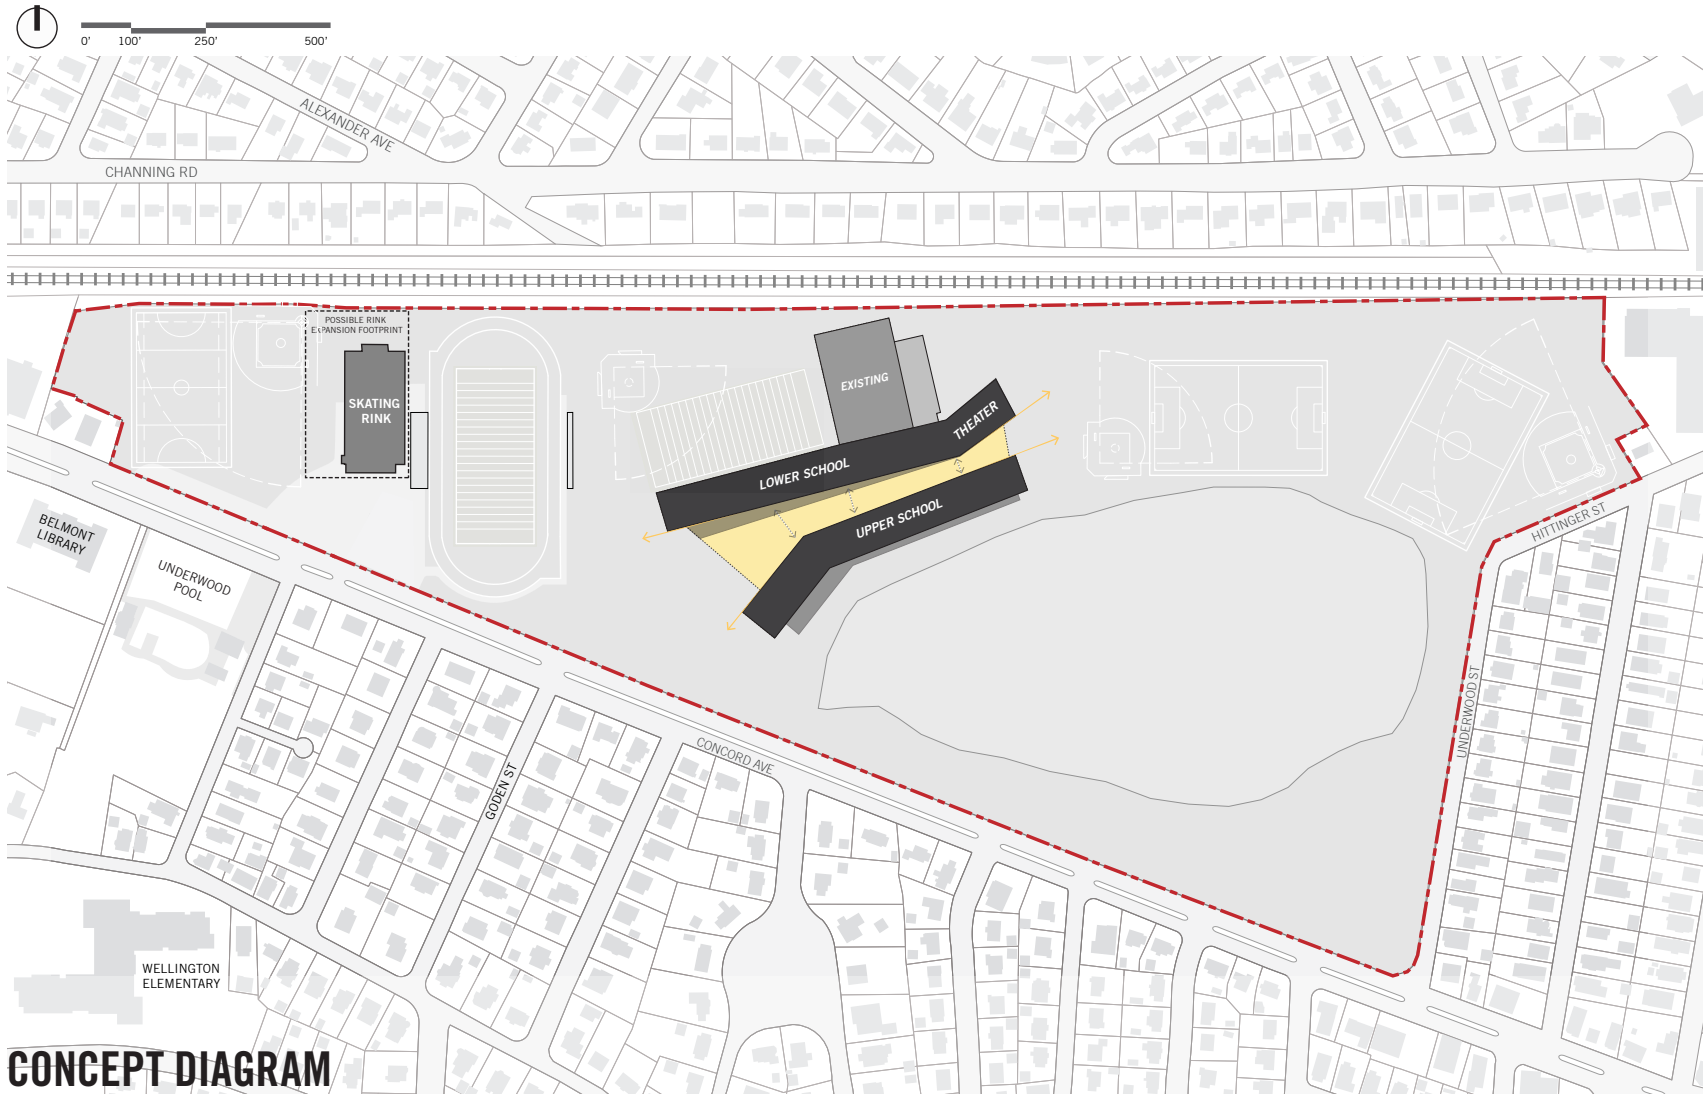 0' 100' 250' 500'
ALEXANDER AVE
CHANNING RD
POSSIBLE RINK
EXPANSION FOOTPRINT
SKATING
RINK
EXISTING
THEATER
LOWER SCHOOL
UPPER SCHOOL
BELMONT
LIBRARY
UNDERWOOD
POOL
HITTINGER ST
UNDERWOOD ST
CONCORD AVE
GODEN ST
WELLINGTON
ELEMENTARY
CONCEPT DIAGRAM